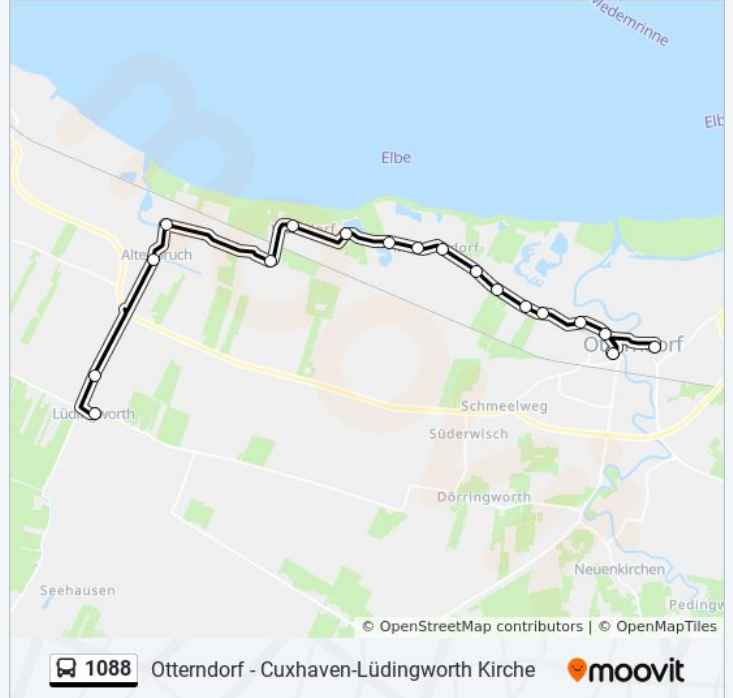 Medemrinne
Elb
Elbe
Altenbruch
Otterndorf
Lüdingworth
Schmeelweg
Süderwisch
Dörringworth
Neuenkirchen
Seehausen
Pedingw
© OpenStreetMap contributors | © OpenMapTiles
1088 Otterndorf - Cuxhaven-Lüdingworth Kirche moovit